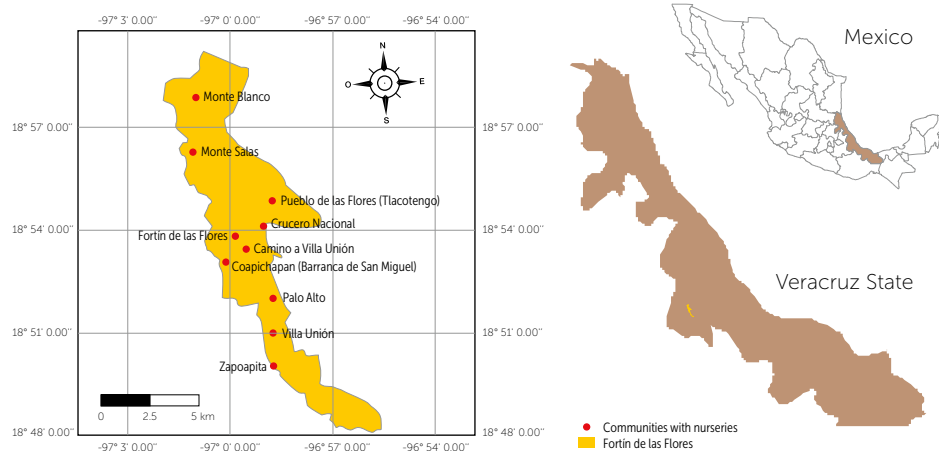 -97° 3′ 0.00″ -97° 0′ 0.00″ -96° 57′ 0.00″ -96° 54′ 0.00″
N
O E
S
Monte Blanco
18° 57′ 0.00″ 18° 57′ 0.00″
Monte Salas
Pueblo de las Flores (Tlacotengo)
Crucero Nacional
18° 54′ 0.00″ 18° 54′ 0.00″
Fortín de las Flores
Camino a Villa Unión
Coapichapan (Barranca de San Miguel)
Palo Alto
18° 51′ 0.00″ 18° 51′ 0.00″
Villa Unión
Zapoapita
0 2.5 5 km
18° 48′ 0.00″ 18° 48′ 0.00″
-97° 3′ 0.00″ -97° 0′ 0.00″ -96° 57′ 0.00″ -96° 54′ 0.00″
Mexico
Veracruz State
Communities with nurseries
Fortín de las Flores